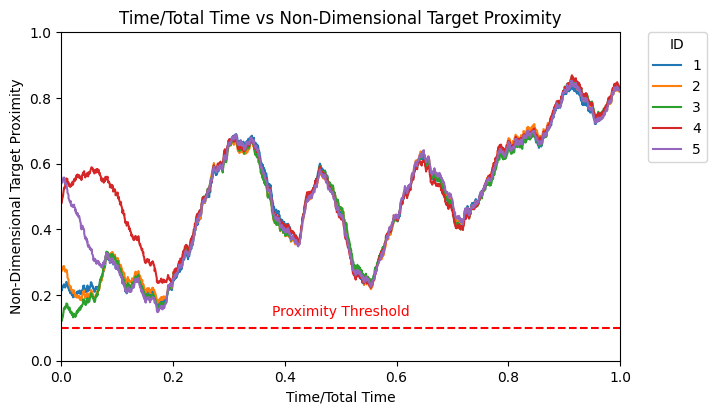 Time/Total Time vs Non-Dimensional Target Proximity
Non-Dimensional Target Proximity
1.0
0.8
0.6
0.4
0.2
0.0
Proximity Threshold
0.0 0.2 0.4 0.6 0.8 1.0
Time/Total Time
ID
1
2
3
4
5